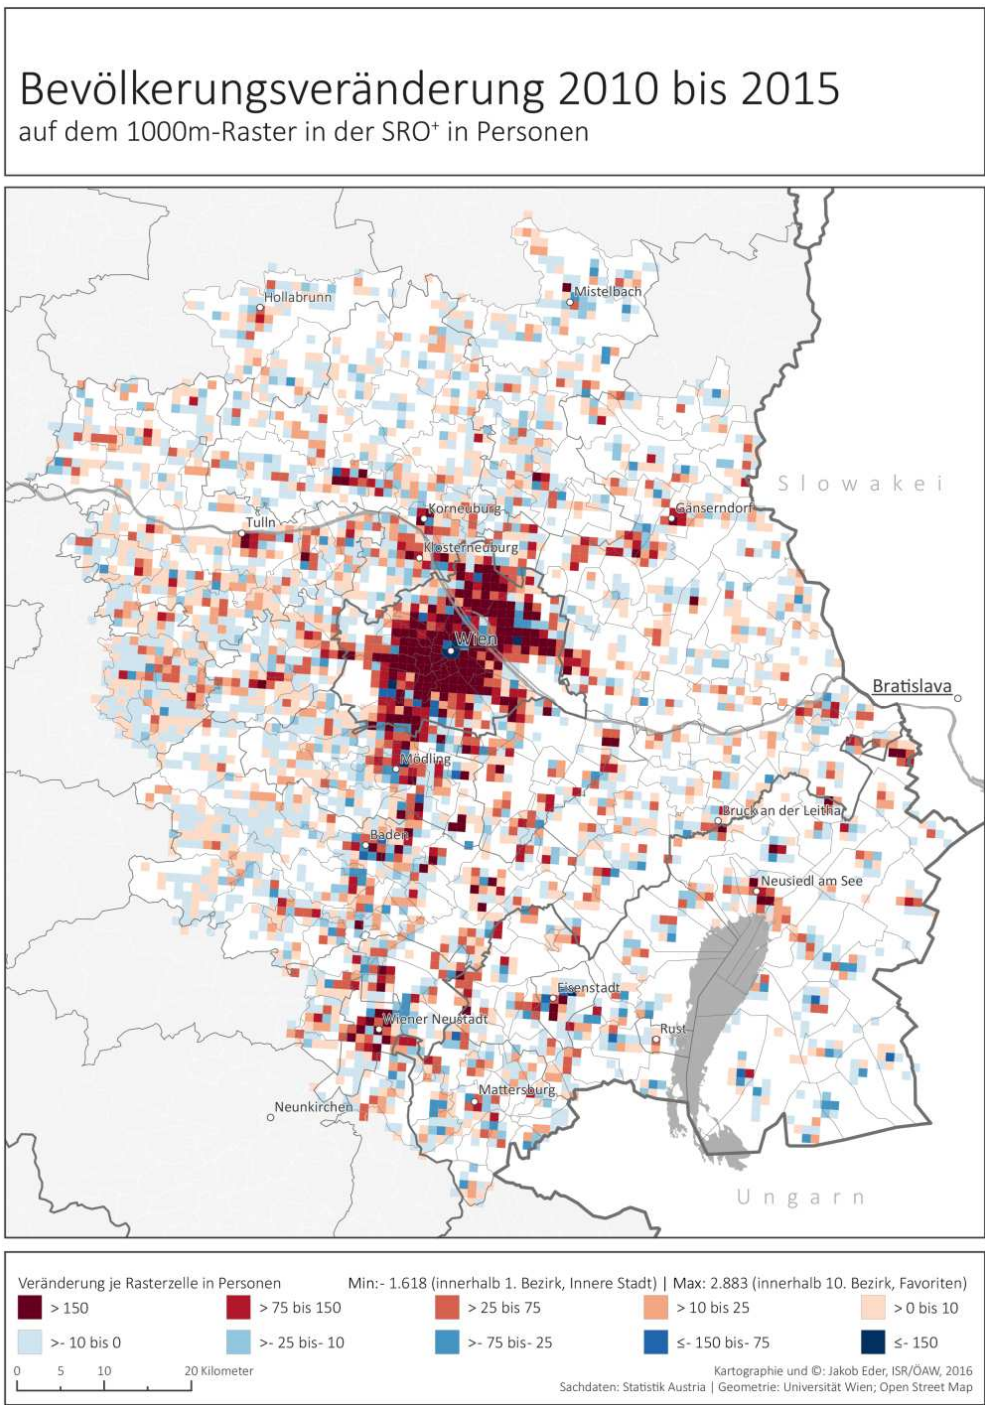 Bevölkerungsveränderung 2010 bis 2015
auf dem 1000m-Raster in der SRO⁺ in Personen
Hollabrunn
Mistelbach
Slowakei
Korneuburg
Gänserndorf
Tulln
Klosterneuburg
Wien
Bratislava
Mödling
Bruck an der Leitha
Baden
Neusiedl am See
Eisenstadt
Wiener Neustadt
Rust
Mattersburg
Neunkirchen
Ungarn
Veränderung je Rasterzelle in Personen Min:- 1.618 (innerhalb 1. Bezirk, Innere Stadt) | Max: 2.883 (innerhalb 10. Bezirk, Favoriten)
> 150 > 75 bis 150 > 25 bis 75 > 10 bis 25 > 0 bis 10
>- 10 bis 0 >- 25 bis- 10 >- 75 bis- 25 ≤- 150 bis- 75 ≤- 150
0 5 10 20 Kilometer
Kartographie und ©: Jakob Eder, ISR/ÖAW, 2016
Sachdaten: Statistik Austria | Geometrie: Universität Wien; Open Street Map